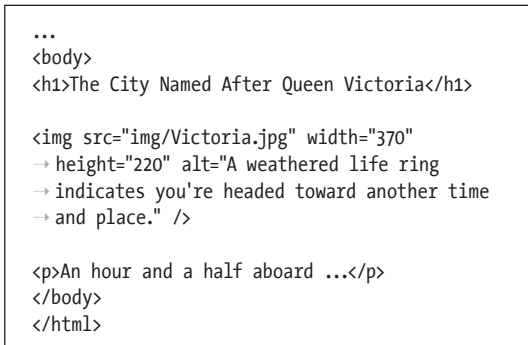 ...
<body>
<h1>The City Named After Queen Victoria</h1>
<img src="img/Victoria.jpg" width="370"
→ height="220" alt="A weathered life ring
→ indicates you're headed toward another time
→ and place." />
<p>An hour and a half aboard ...</p>
</body>
</html>